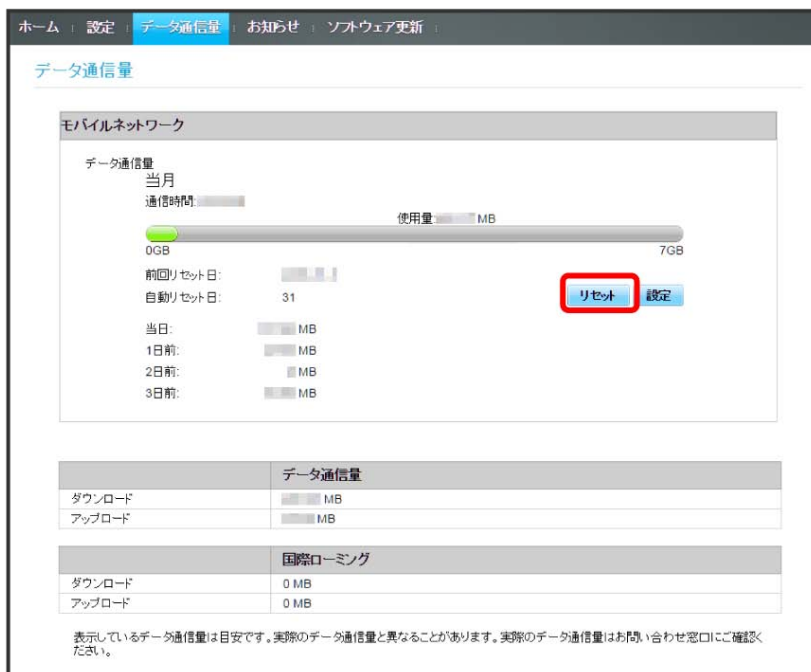 ホーム 設定 データ通信量 お知らせ ソフトウェア更新
データ通信量
モバイルネットワーク
データ通信量
当月
通信時間:
使用量: MB
0GB 7GB
前回リセット日:
自動リセット日: 31 リセット 設定
当日: MB
1日前: MB
2日前: MB
3日前: MB
データ通信量
ダウンロード MB
アップロード MB
国際ローミング
ダウンロード 0 MB
アップロード 0 MB
表示しているデータ通信量は目安です。実際のデータ通信量と異なることがあります。実際のデータ通信量はお問い合わせ窓口にご確認く
ださい。